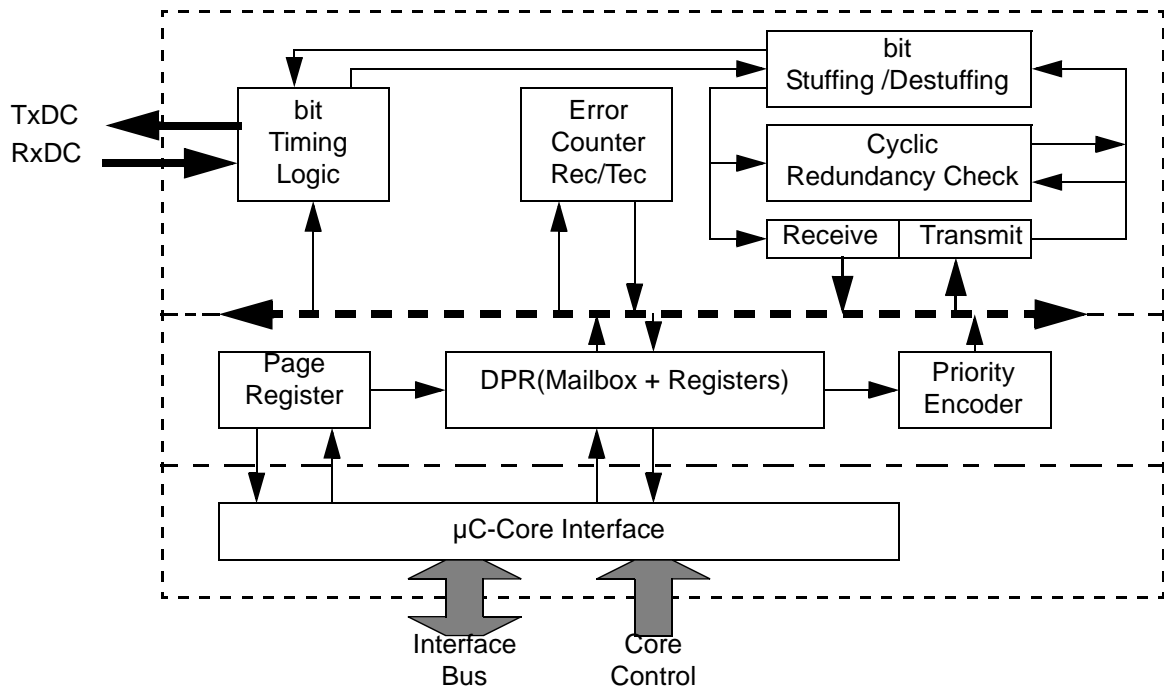 bit
Stuffing /Destuffing
TxDC
RxDC
bit
Timing
Logic
Error
Counter
Rec/Tec
Cyclic
Redundancy Check
Receive
Transmit
Page
Register
DPR(Mailbox + Registers)
Priority
Encoder
µC-Core Interface
Interface
Bus
Core
Control